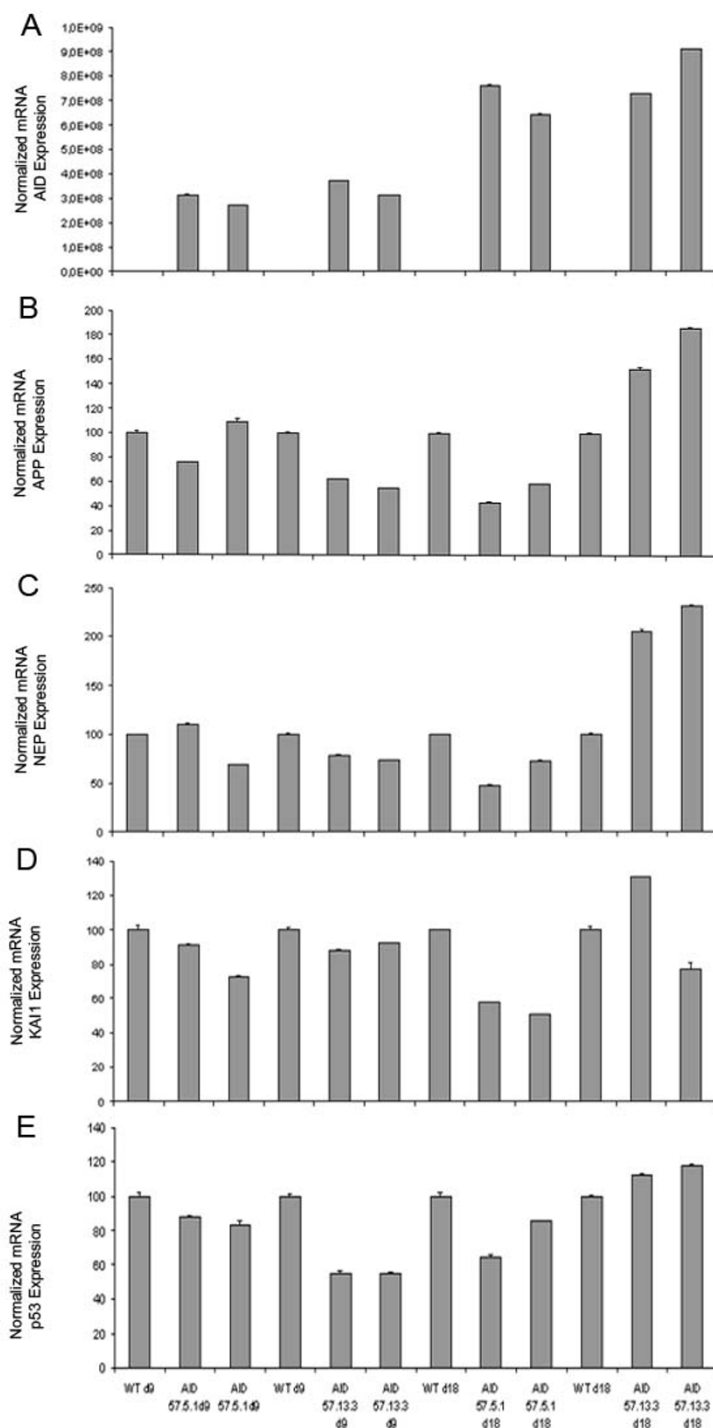 A
Normalized mRNA
AID Expression
1,0E+09
9,0E+08
8,0E+08
7,0E+08
6,0E+08
5,0E+08
4,0E+08
3,0E+08
2,0E+08
1,0E+08
0,0E+00
B
Normalized mRNA
APP Expression
200
180
160
140
120
100
80
60
40
20
0
C
Normalized mRNA
NEP Expression
250
200
150
100
50
0
D
Normalized mRNA
KAI1 Expression
140
120
100
80
60
40
20
0
E
Normalized mRNA
p53 Expression
140
120
100
80
60
40
20
0
WT d9
AID
57.5.1d9
AID
57.5.1d9
WT d9
AID
57.13.3
d9
AID
57.13.3
d9
WT d18
AID
57.5.1
d18
AID
57.5.1
d18
WT d18
AID
57.13.3
d18
AID
57.13.3
d18